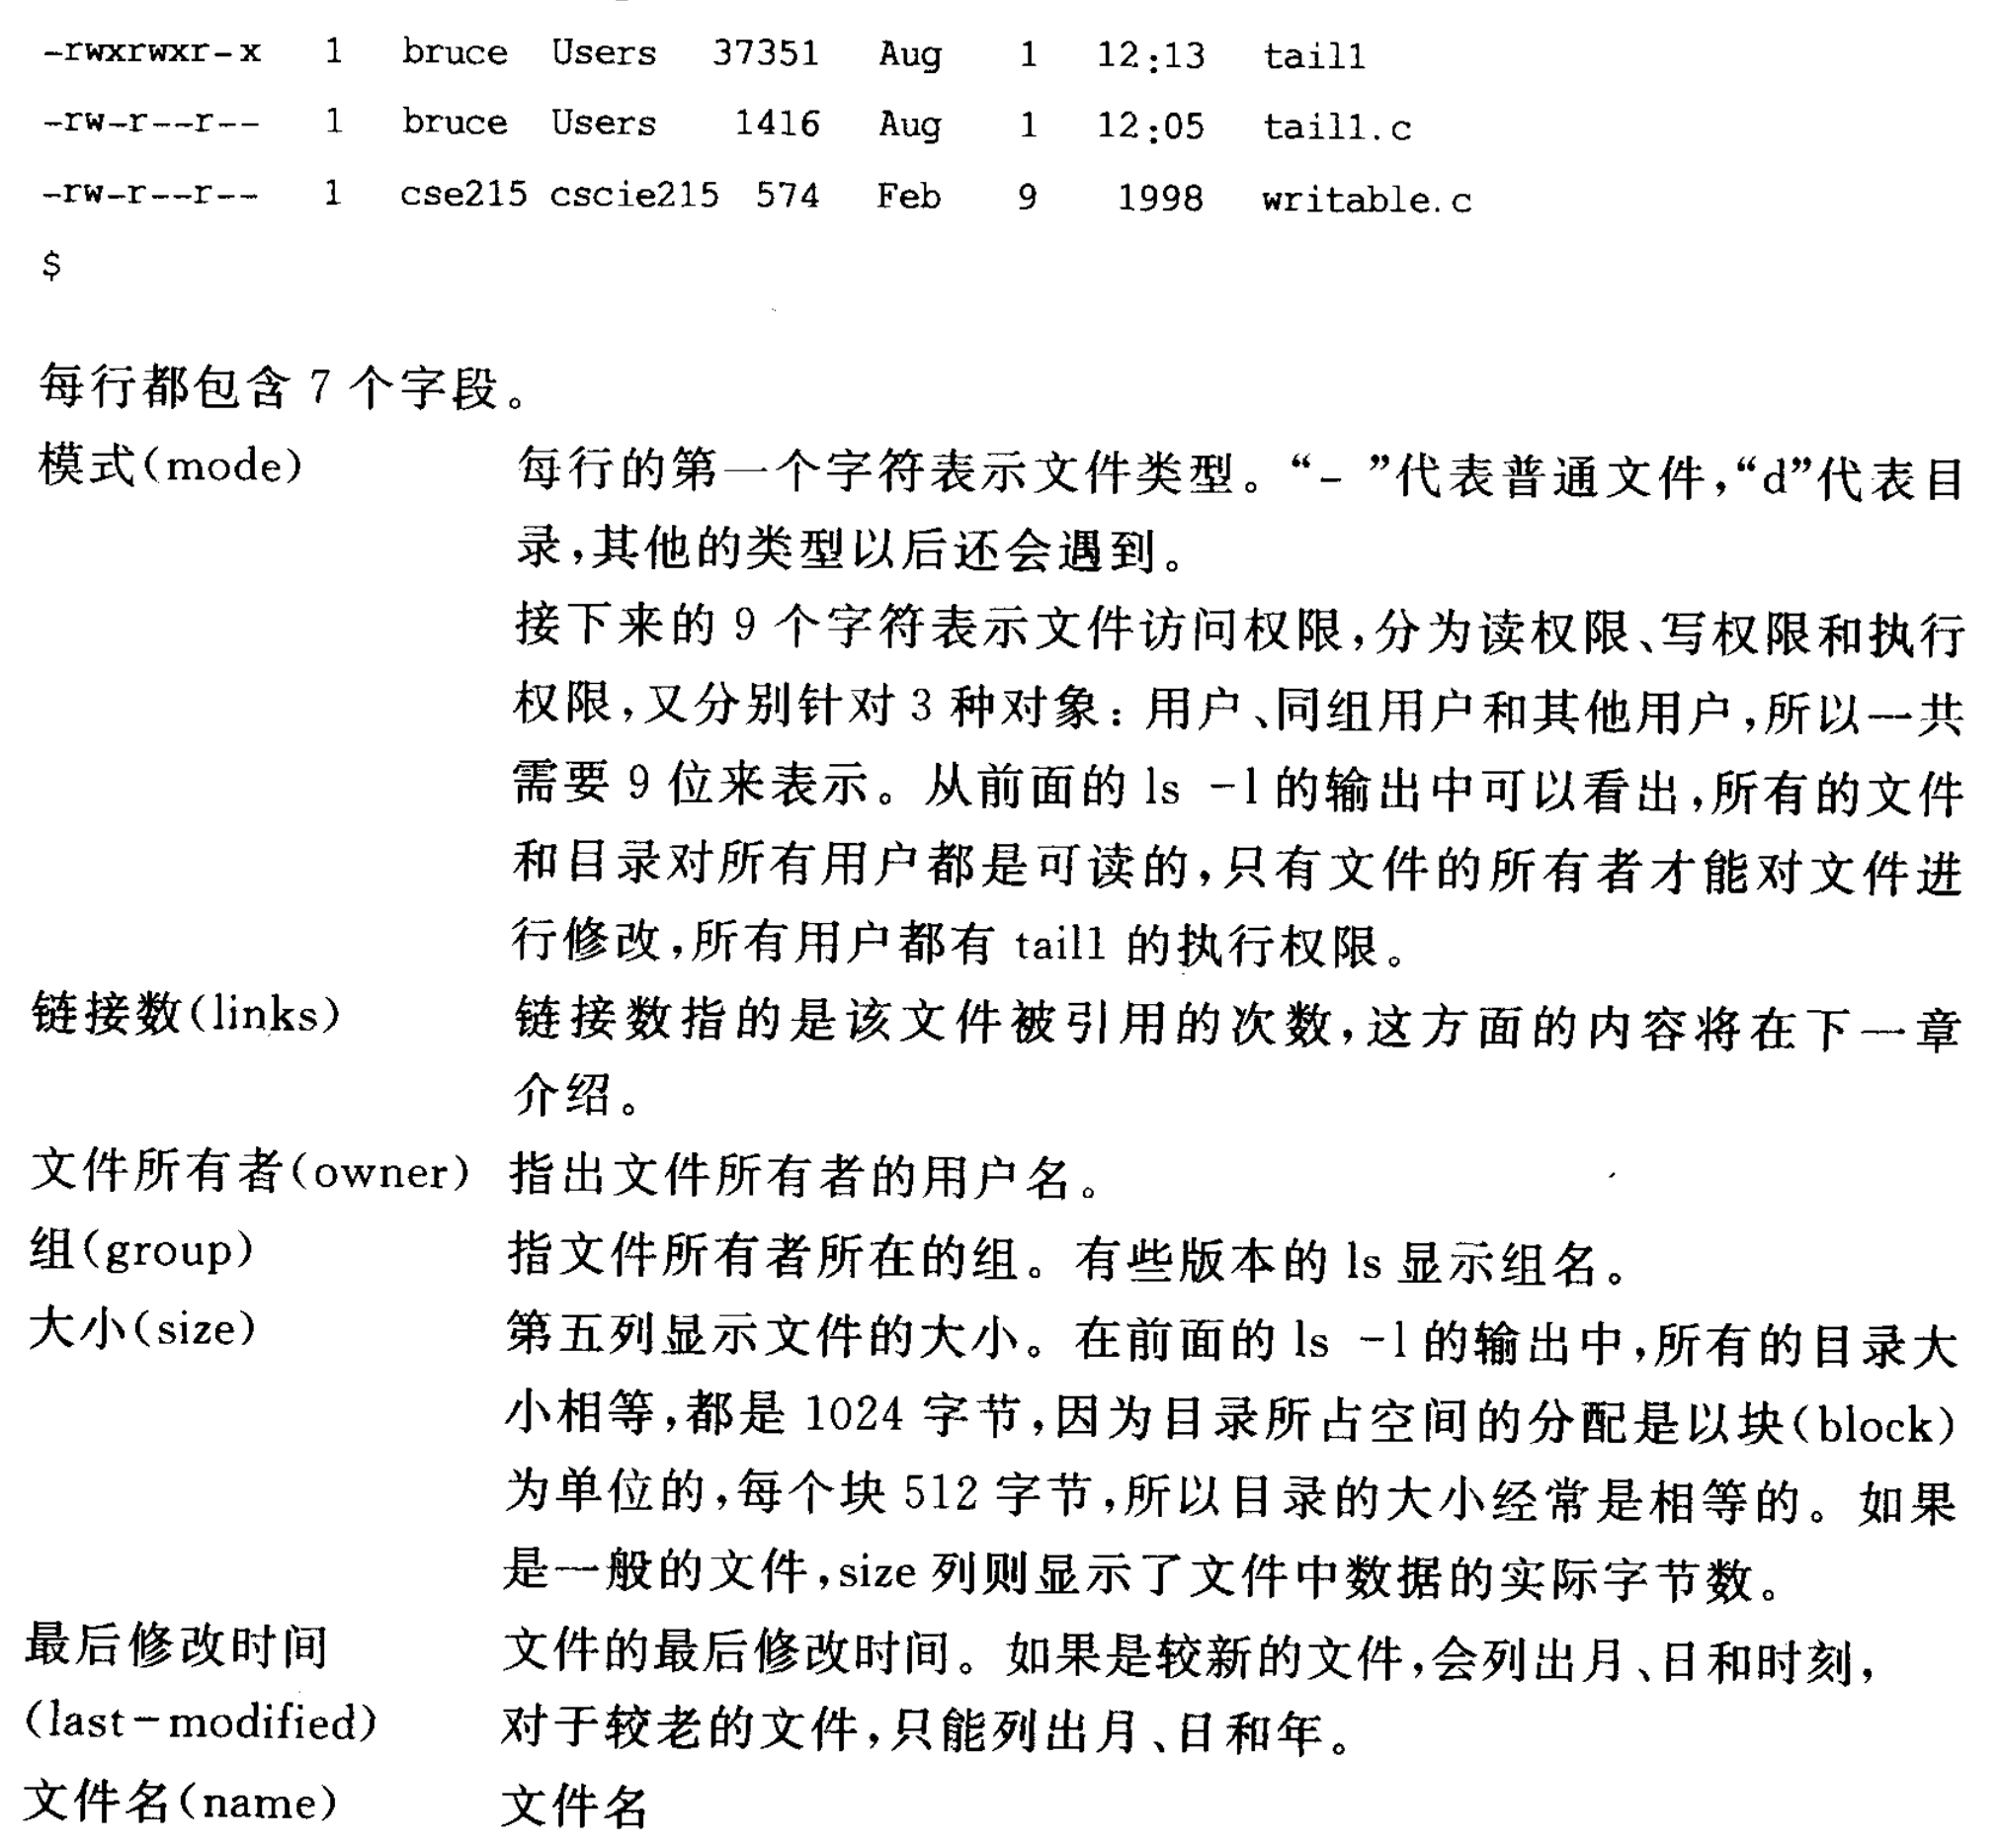 -rwxrwxr-x 1 bruce Users 37351 Aug 1 12:13 tail1
-rw-r--r-- 1 bruce Users 1416 Aug 1 12:05 tail1.c
-rw-r--r-- 1 cse215 cscie215 574 Feb 9 1998 writable.c
$
每行都包含 7 个字段。
模式(mode) 每行的第一个字符表示文件类型。“- ”代表普通文件,“d”代表目
录,其他的类型以后还会遇到。
接下来的 9 个字符表示文件访问权限,分为读权限、写权限和执行
权限,又分别针对 3 种对象: 用户、同组用户和其他用户,所以一共
需要 9 位来表示。从前面的 ls -l 的输出中可以看出,所有的文件
和目录对所有用户都是可读的,只有文件的所有者才能对文件进
行修改,所有用户都有 tail1 的执行权限。
链接数(links) 链接数指的是该文件被引用的次数,这方面的内容将在下一章
介绍。
文件所有者(owner) 指出文件所有者的用户名。
组(group) 指文件所有者所在的组。有些版本的 ls 显示组名。
大小(size) 第五列显示文件的大小。在前面的 ls -l 的输出中,所有的目录大
小相等,都是 1024 字节,因为目录所占空间的分配是以块(block)
为单位的,每个块 512 字节,所以目录的大小经常是相等的。如果
是一般的文件,size 列则显示了文件中数据的实际字节数。
最后修改时间 文件的最后修改时间。如果是较新的文件,会列出月、日和时刻,
(last-modified) 对于较老的文件,只能列出月、日和年。
文件名(name) 文件名